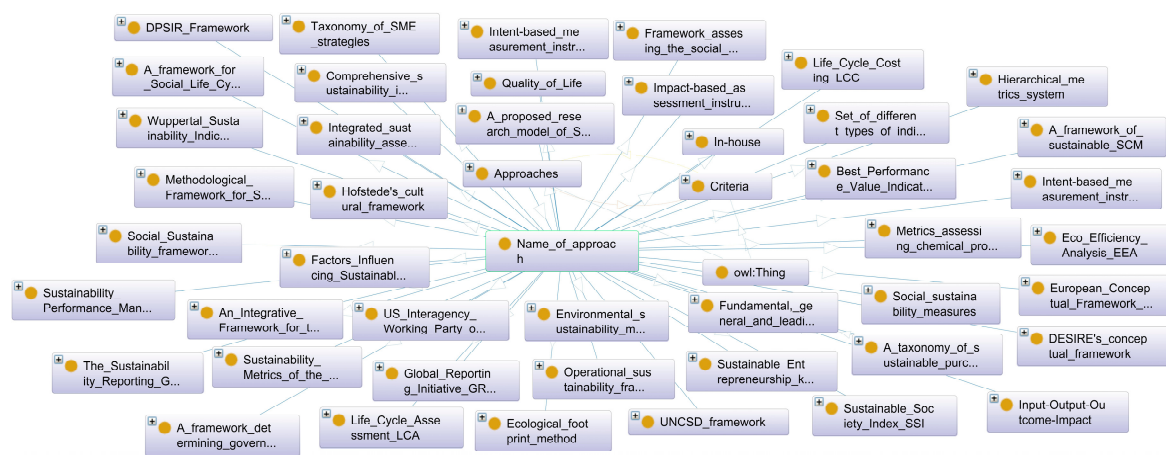 DPSIR_Framework
Taxonomy_of_SME
_strategies
Intent-based_me
asurement_instr...
Framework_asses
ing_the_social_...
A_framework_for
_Social_Life_Cy...
Comprehensive_s
ustainability_i...
Quality_of_Life
Impact-based_as
sessment_instru...
Life_Cycle_Cost
ing_LCC
Hierarchical_me
trics_system
Wuppertal_Susta
inability_Indic...
Integrated_sust
ainability_asse...
A_proposed_rese
arch_model_of_S...
In-house
Set_of_differen
t_types_of_indi...
A_framework_of_
sustainable_SCM
Methodological_
Framework_for_S...
Hofstede's_cult
ural_framework
Approaches
Criteria
Best_Performanc
e_Value_Indicat...
Intent-based_me
asurement_instr...
Social_Sustaina
bility_framewor...
Factors_Influen
cing_Sustainabl...
Name_of_approac
h
owl:Thing
Metrics_assessi
ng_chemical_pro...
Eco_Efficiency_
Analysis_EEA
Sustainability_
Performance_Man...
An_Integrative_
Framework_for_t...
US_Interagency_
Working_Party_o...
Environmental_s
ustainability_m...
Fundamental,_ge
neral_and_leadi...
Social_sustaina
bility_measures
European_Concep
tual_Framework_...
The_Sustainabil
ity_Reporting_G...
Sustainability_
Metrics_of_the_...
Global_Reportin
g_Initiative_GR...
Operational_sus
tainability_fra...
Sustainable_Ent
repreneurship_k...
A_taxonomy_of_s
ustainable_purc...
DESIRE's_concep
tual_framework
A_framework_det
ermining_govern...
Life_Cycle_Asse
ssment_LCA
Ecological_foot
print_method
UNCSD_framework
Sustainable_Soc
iety_Index_SSI
Input-Output-Ou
tcome-Impact